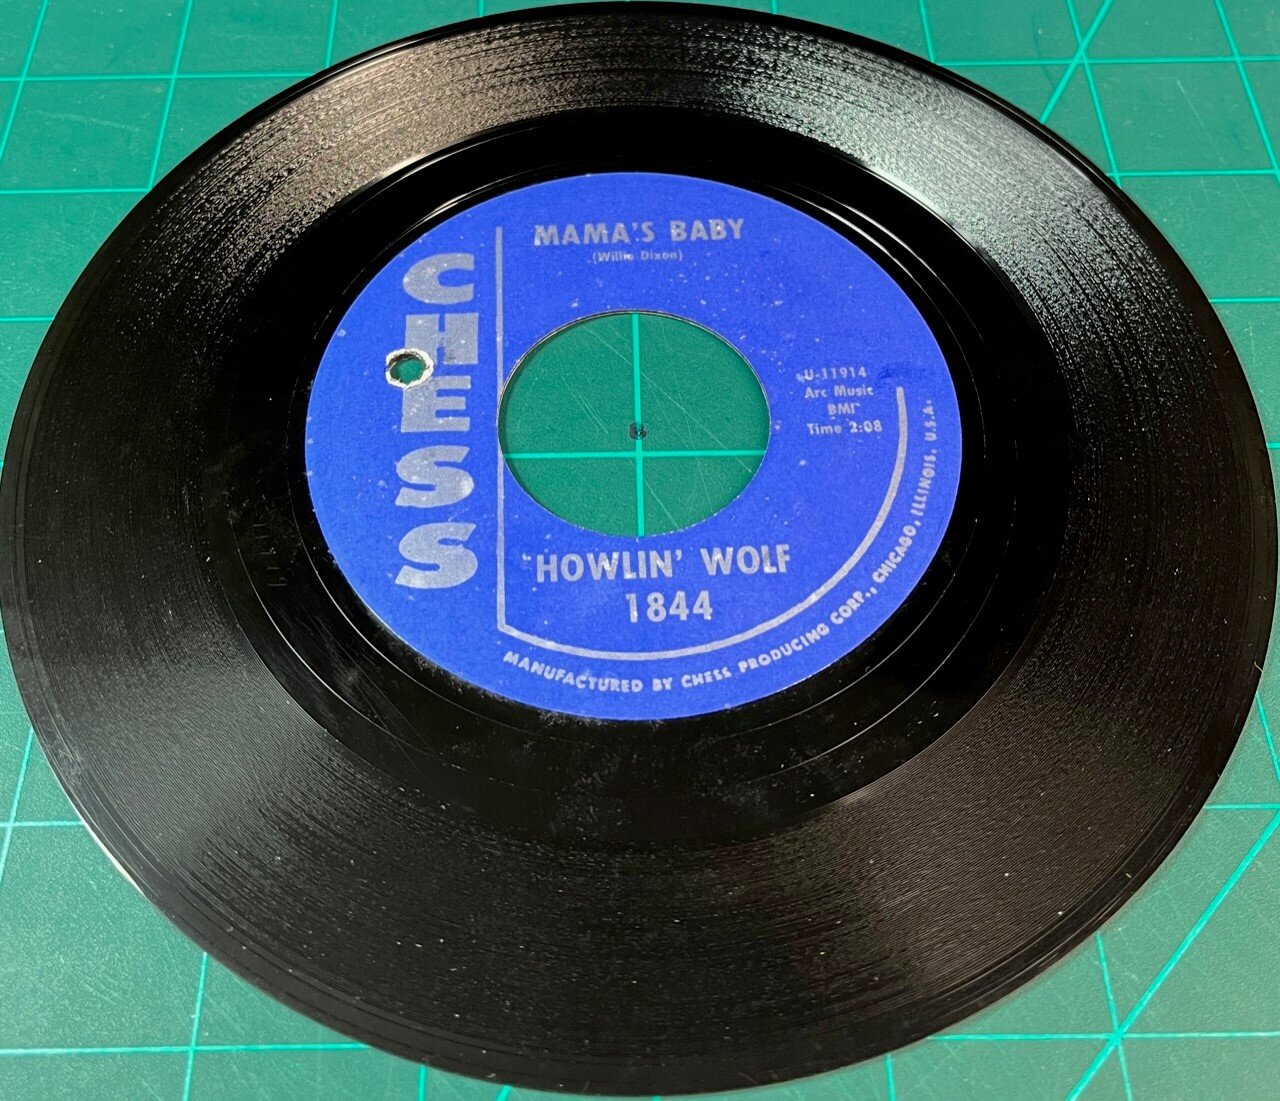 CHESS
MAMA'S BABY
(Willie Dixon)
U-11914
Arc Music
BMI
Time 2:08
HOWLIN' WOLF
1844
MANUFACTURED BY CHESS PRODUCING CORP., CHICAGO, ILLINOIS. U.S.A.